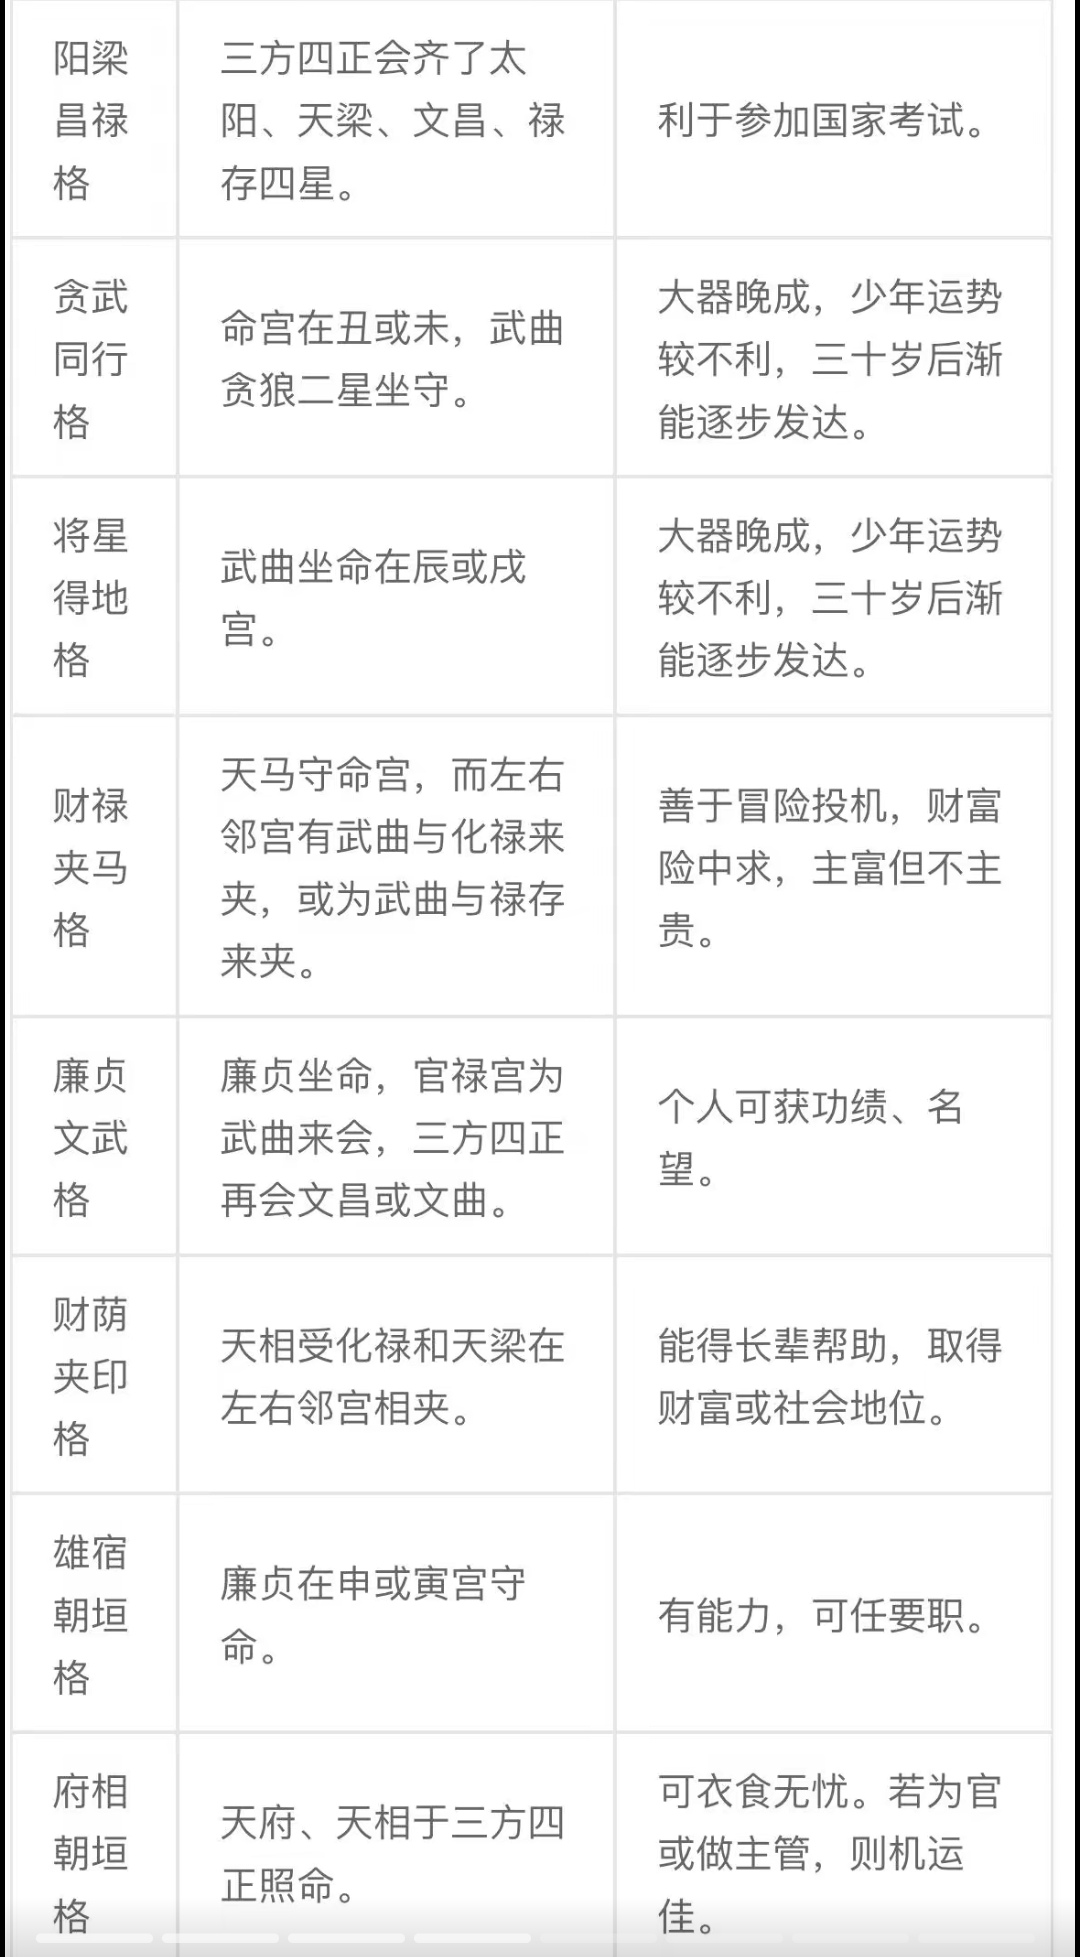 阳梁
昌禄
格
三方四正会齐了太
阳、天梁、文昌、禄
存四星。
利于参加国家考试。
贪武
同行
格
命宫在丑或未，武曲
贪狼二星坐守。
大器晚成，少年运势
较不利，三十岁后渐
能逐步发达。
将星
得地
格
武曲坐命在辰或戌
宫。
大器晚成，少年运势
较不利，三十岁后渐
能逐步发达。
财禄
夹马
格
天马守命宫，而左右
邻宫有武曲与化禄来
夹，或为武曲与禄存
来夹。
善于冒险投机，财富
险中求，主富但不主
贵。
廉贞
文武
格
廉贞坐命，官禄宫为
武曲来会，三方四正
再会文昌或文曲。
个人可获功绩、名
望。
财荫
夹印
格
天相受化禄和天梁在
左右邻宫相夹。
能得长辈帮助，取得
财富或社会地位。
雄宿
朝垣
格
廉贞在申或寅宫守
命。
有能力，可任要职。
府相
朝垣
格
天府、天相于三方四
正照命。
可衣食无忧。若为官
或做主管，则机运
佳。